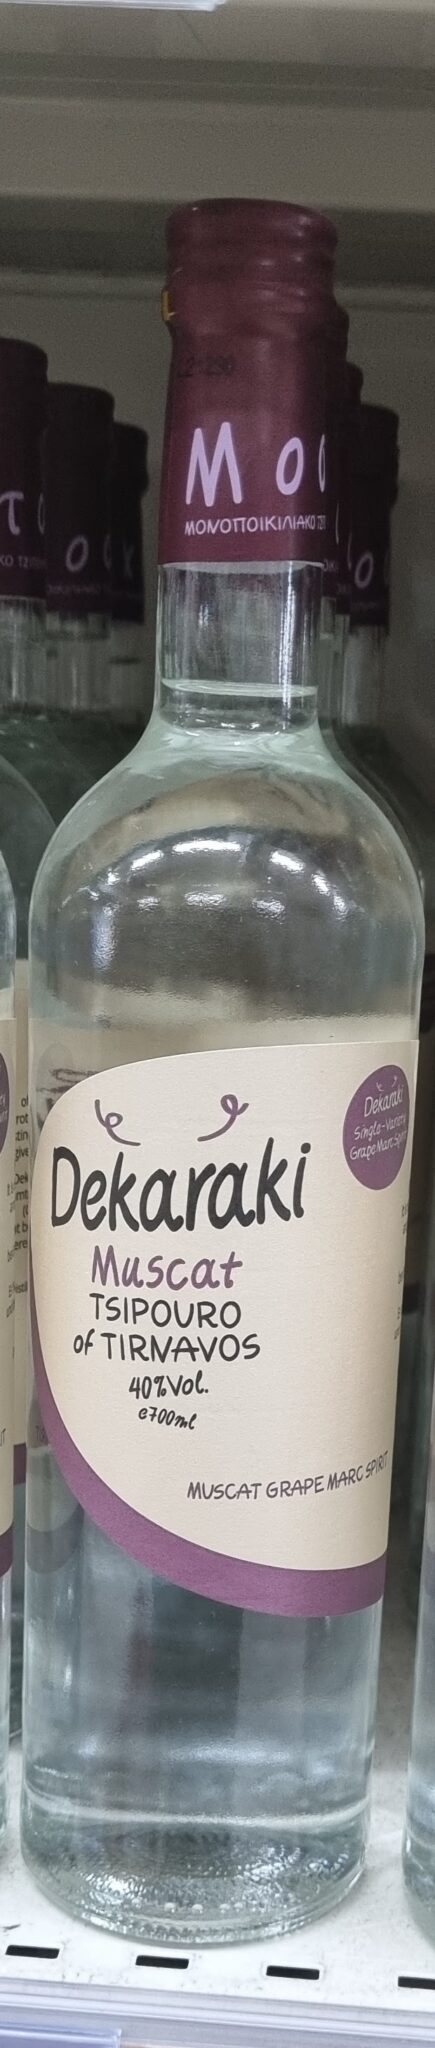 Μοσ
ΜΟΝΟΠΟΙΚΙΛΙΑΚΟ
Dekaraki
Single-Variety
Grape Marc Spirit
Dekaraki
Muscat
TSIPOURO
of TIRNAVOS
40%Vol.
e700ml
MUSCAT GRAPE MARC SPIRIT